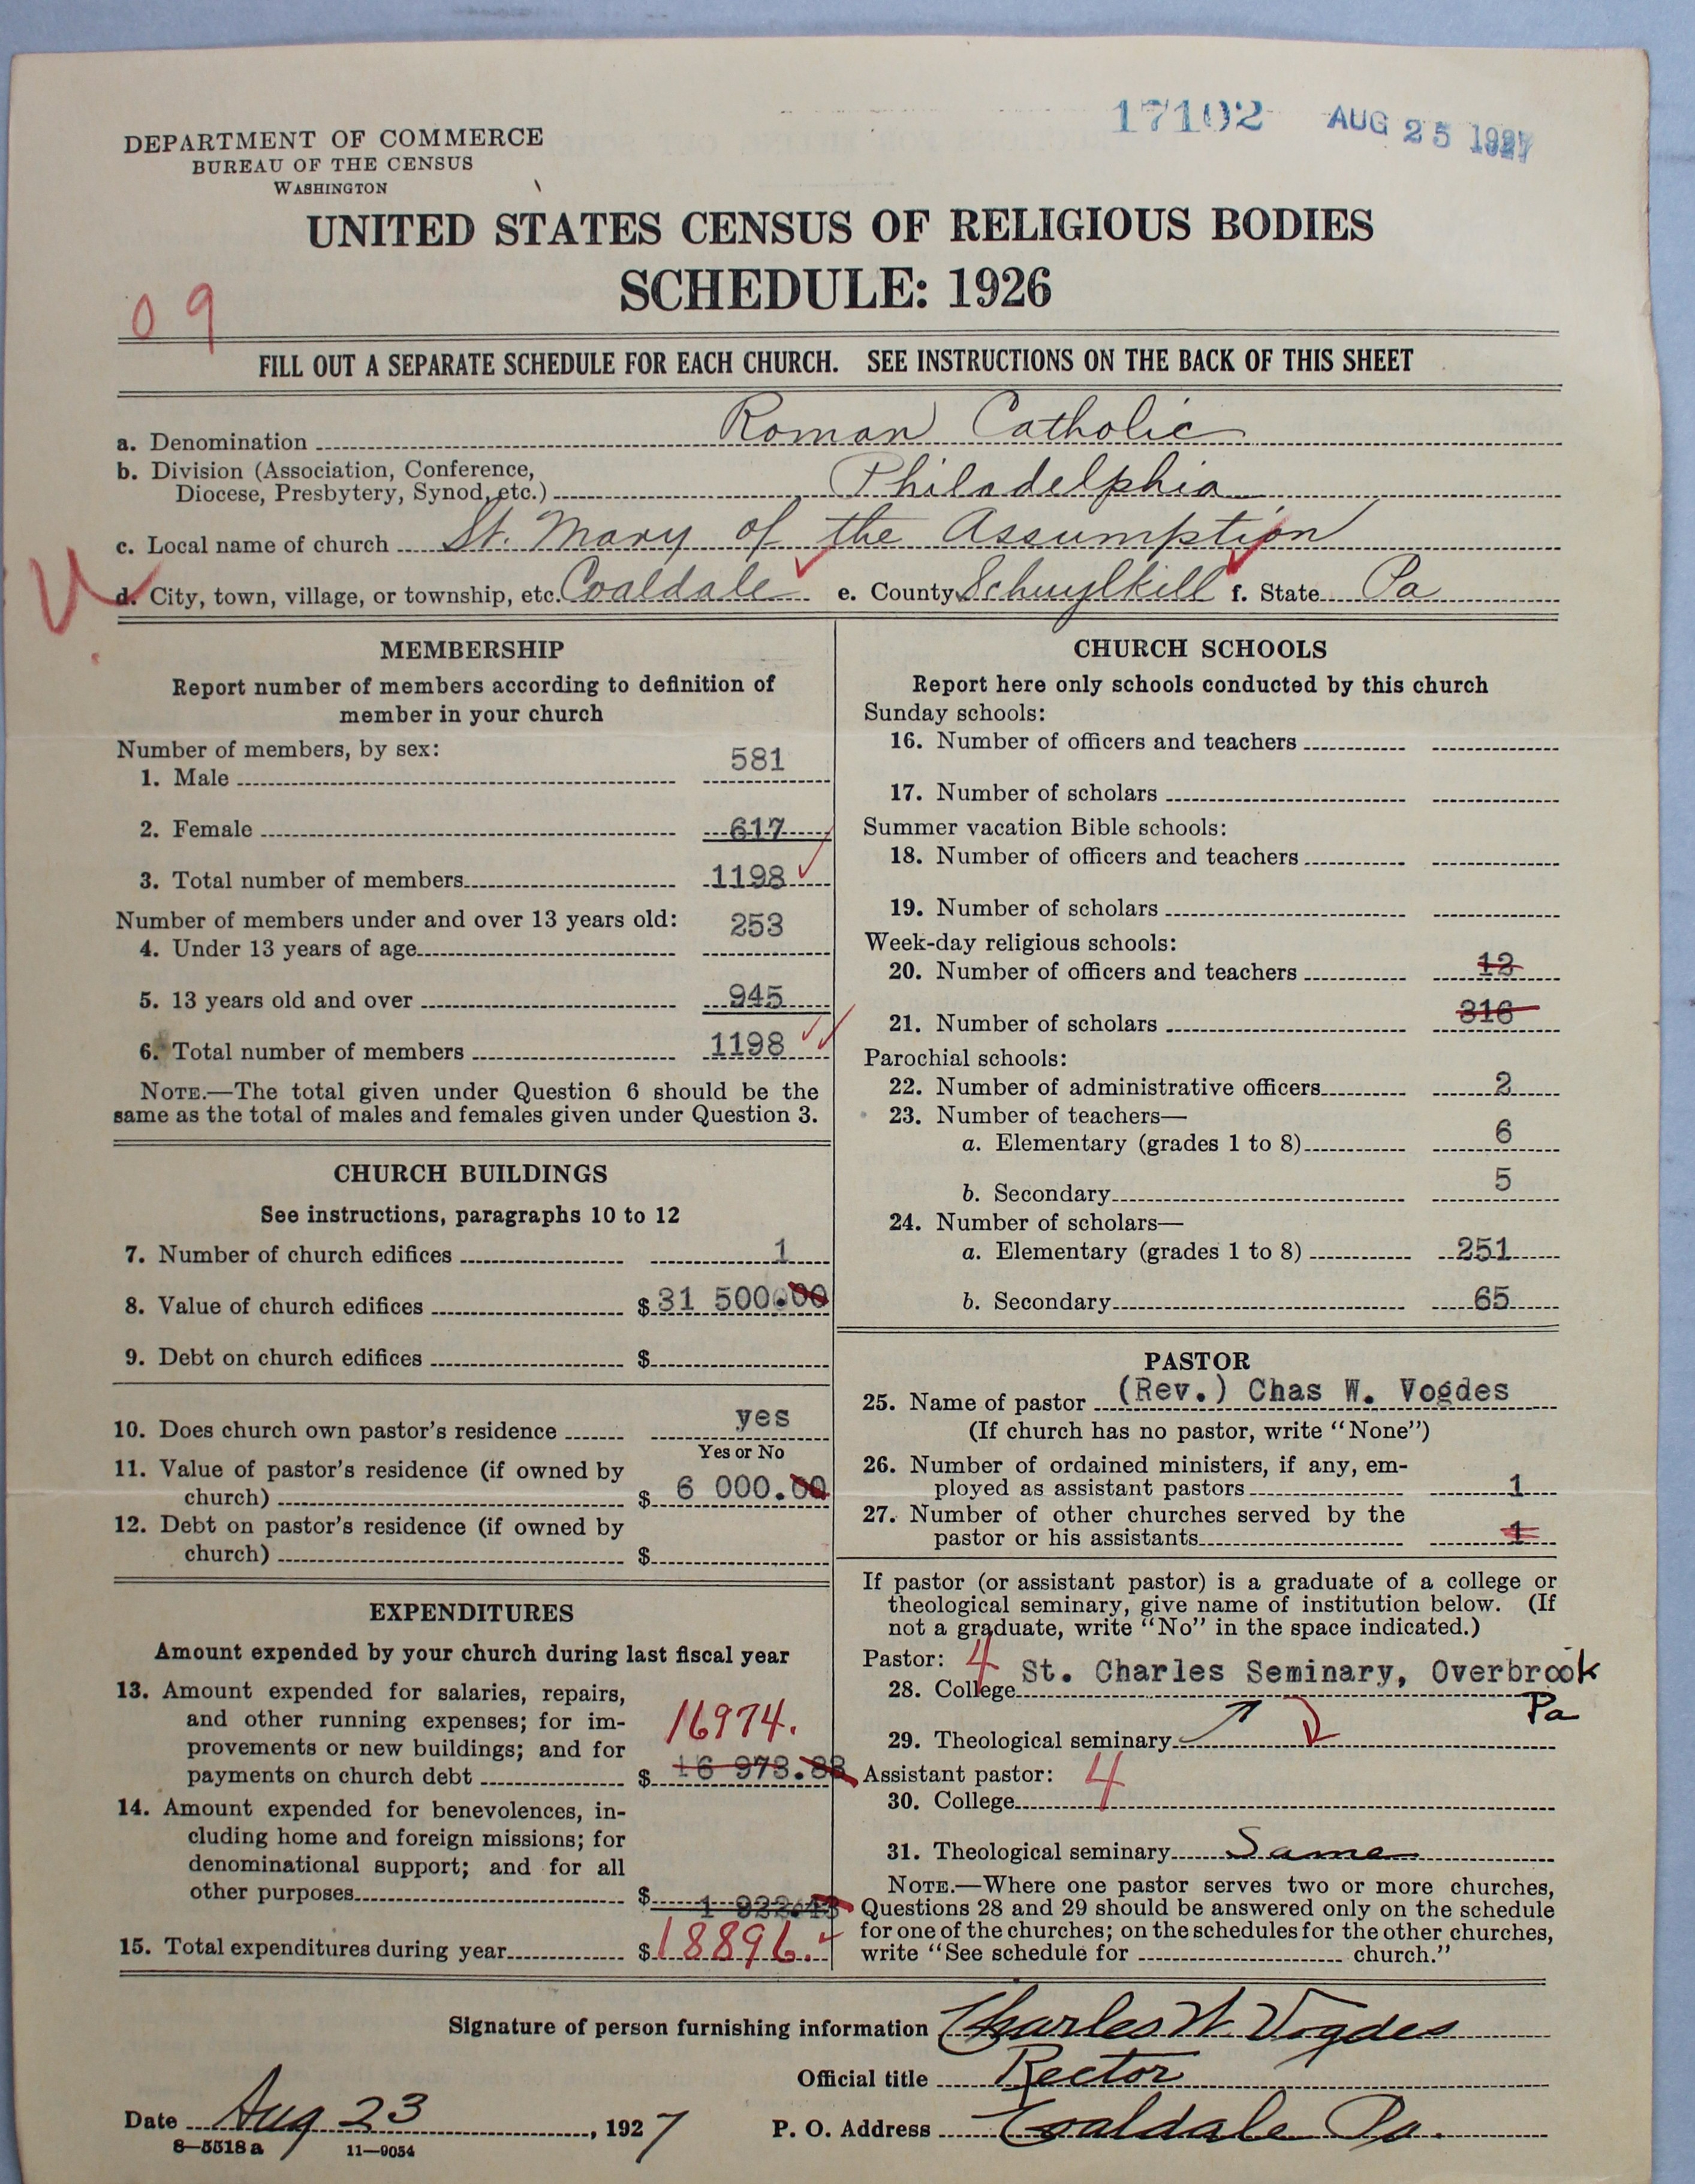 17102 AUG 25 1927
DEPARTMENT OF COMMERCE
BUREAU OF THE CENSUS
WASHINGTON
UNITED STATES CENSUS OF RELIGIOUS BODIES
SCHEDULE: 1926
09
FILL OUT A SEPARATE SCHEDULE FOR EACH CHURCH. SEE INSTRUCTIONS ON THE BACK OF THIS SHEET
a. Denomination Roman Catholic
b. Division (Association, Conference,
Diocese, Presbytery, Synod, etc.) Philadelphia
c. Local name of church St. Mary of the Assumption
d. City, town, village, or township, etc. Coaldale e. County Schuylkill f. State Pa
MEMBERSHIP
Report number of members according to definition of
member in your church
Number of members, by sex:
1. Male 581
2. Female 617
3. Total number of members 1198
Number of members under and over 13 years old:
4. Under 13 years of age 253
5. 13 years old and over 945
6. Total number of members 1198
NOTE.—The total given under Question 6 should be the
same as the total of males and females given under Question 3.
CHURCH BUILDINGS
See instructions, paragraphs 10 to 12
7. Number of church edifices 1
8. Value of church edifices $31 500.00
9. Debt on church edifices $
10. Does church own pastor's residence yes
Yes or No
11. Value of pastor's residence (if owned by
church) $ 6 000.00
12. Debt on pastor's residence (if owned by
church) $
EXPENDITURES
Amount expended by your church during last fiscal year
13. Amount expended for salaries, repairs,
and other running expenses; for im-
provements or new buildings; and for
16974.
payments on church debt $ 16 973.88
14. Amount expended for benevolences, in-
cluding home and foreign missions; for
denominational support; and for all
other purposes $ 1 922.43
15. Total expenditures during year $18896.
CHURCH SCHOOLS
Report here only schools conducted by this church
Sunday schools:
16. Number of officers and teachers
17. Number of scholars
Summer vacation Bible schools:
18. Number of officers and teachers
19. Number of scholars
Week-day religious schools:
20. Number of officers and teachers 12
21. Number of scholars 316
Parochial schools:
22. Number of administrative officers 2
23. Number of teachers—
a. Elementary (grades 1 to 8) 6
b. Secondary 5
24. Number of scholars—
a. Elementary (grades 1 to 8) 251
b. Secondary 65
PASTOR
25. Name of pastor (Rev.) Chas W. Vogdes
(If church has no pastor, write "None")
26. Number of ordained ministers, if any, em-
ployed as assistant pastors 1
27. Number of other churches served by the
pastor or his assistants 1
If pastor (or assistant pastor) is a graduate of a college or
theological seminary, give name of institution below. (If
not a graduate, write "No" in the space indicated.)
Pastor: 4
28. College St. Charles Seminary, Overbrook
Pa
29. Theological seminary
Assistant pastor: 4
30. College
31. Theological seminary Same
NOTE.—Where one pastor serves two or more churches,
Questions 28 and 29 should be answered only on the schedule
for one of the churches; on the schedules for the other churches,
write "See schedule for church."
Signature of person furnishing information Charles W. Vogdes
Official title Rector
Date Aug 23, 1927 P. O. Address Coaldale Pa.
8—5518a 11—9054